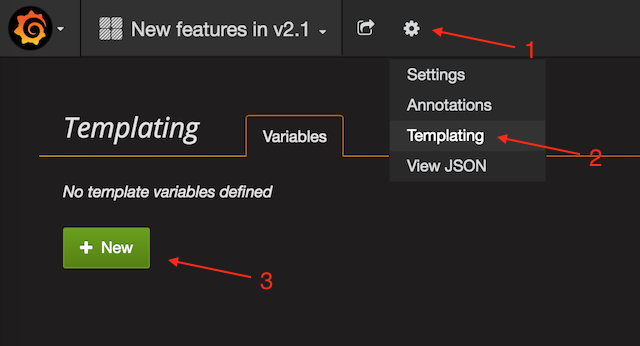 New features in v2.1
1
Settings
Annotations
Templating
2
View JSON
Templating
Variables
No template variables defined
+ New
3